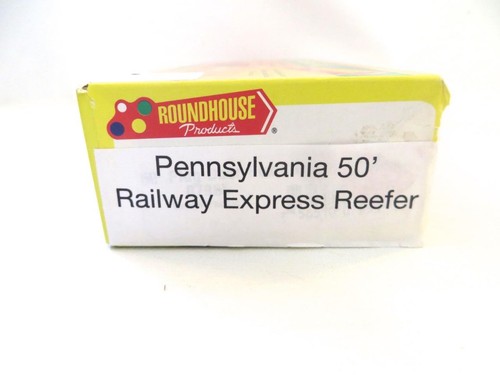 ROUNDHOUSE
Products
®
Pennsylvania 50'
Railway Express Reefer